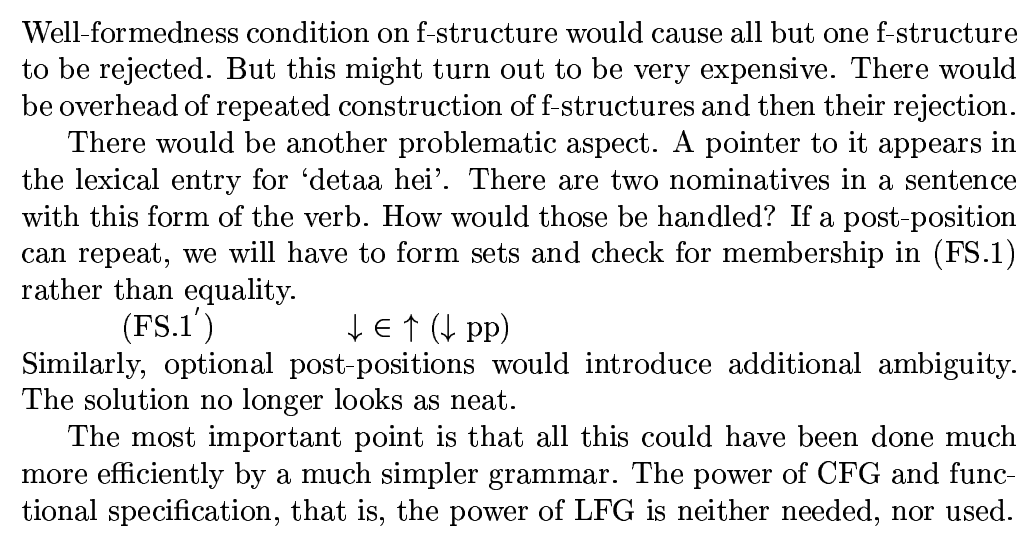 Well-formedness condition on f-structure would cause all but one f-structure
to be rejected. But this might turn out to be very expensive. There would
be overhead of repeated construction of f-structures and then their rejection.
There would be another problematic aspect. A pointer to it appears in
the lexical entry for ‘detaa hei’. There are two nominatives in a sentence
with this form of the verb. How would those be handled? If a post-position
can repeat, we will have to form sets and check for membership in (FS.1)
rather than equality.
(FS.1′) ↓ ∈ ↑ (↓ pp)
Similarly, optional post-positions would introduce additional ambiguity.
The solution no longer looks as neat.
The most important point is that all this could have been done much
more efficiently by a much simpler grammar. The power of CFG and func-
tional specification, that is, the power of LFG is neither needed, nor used.